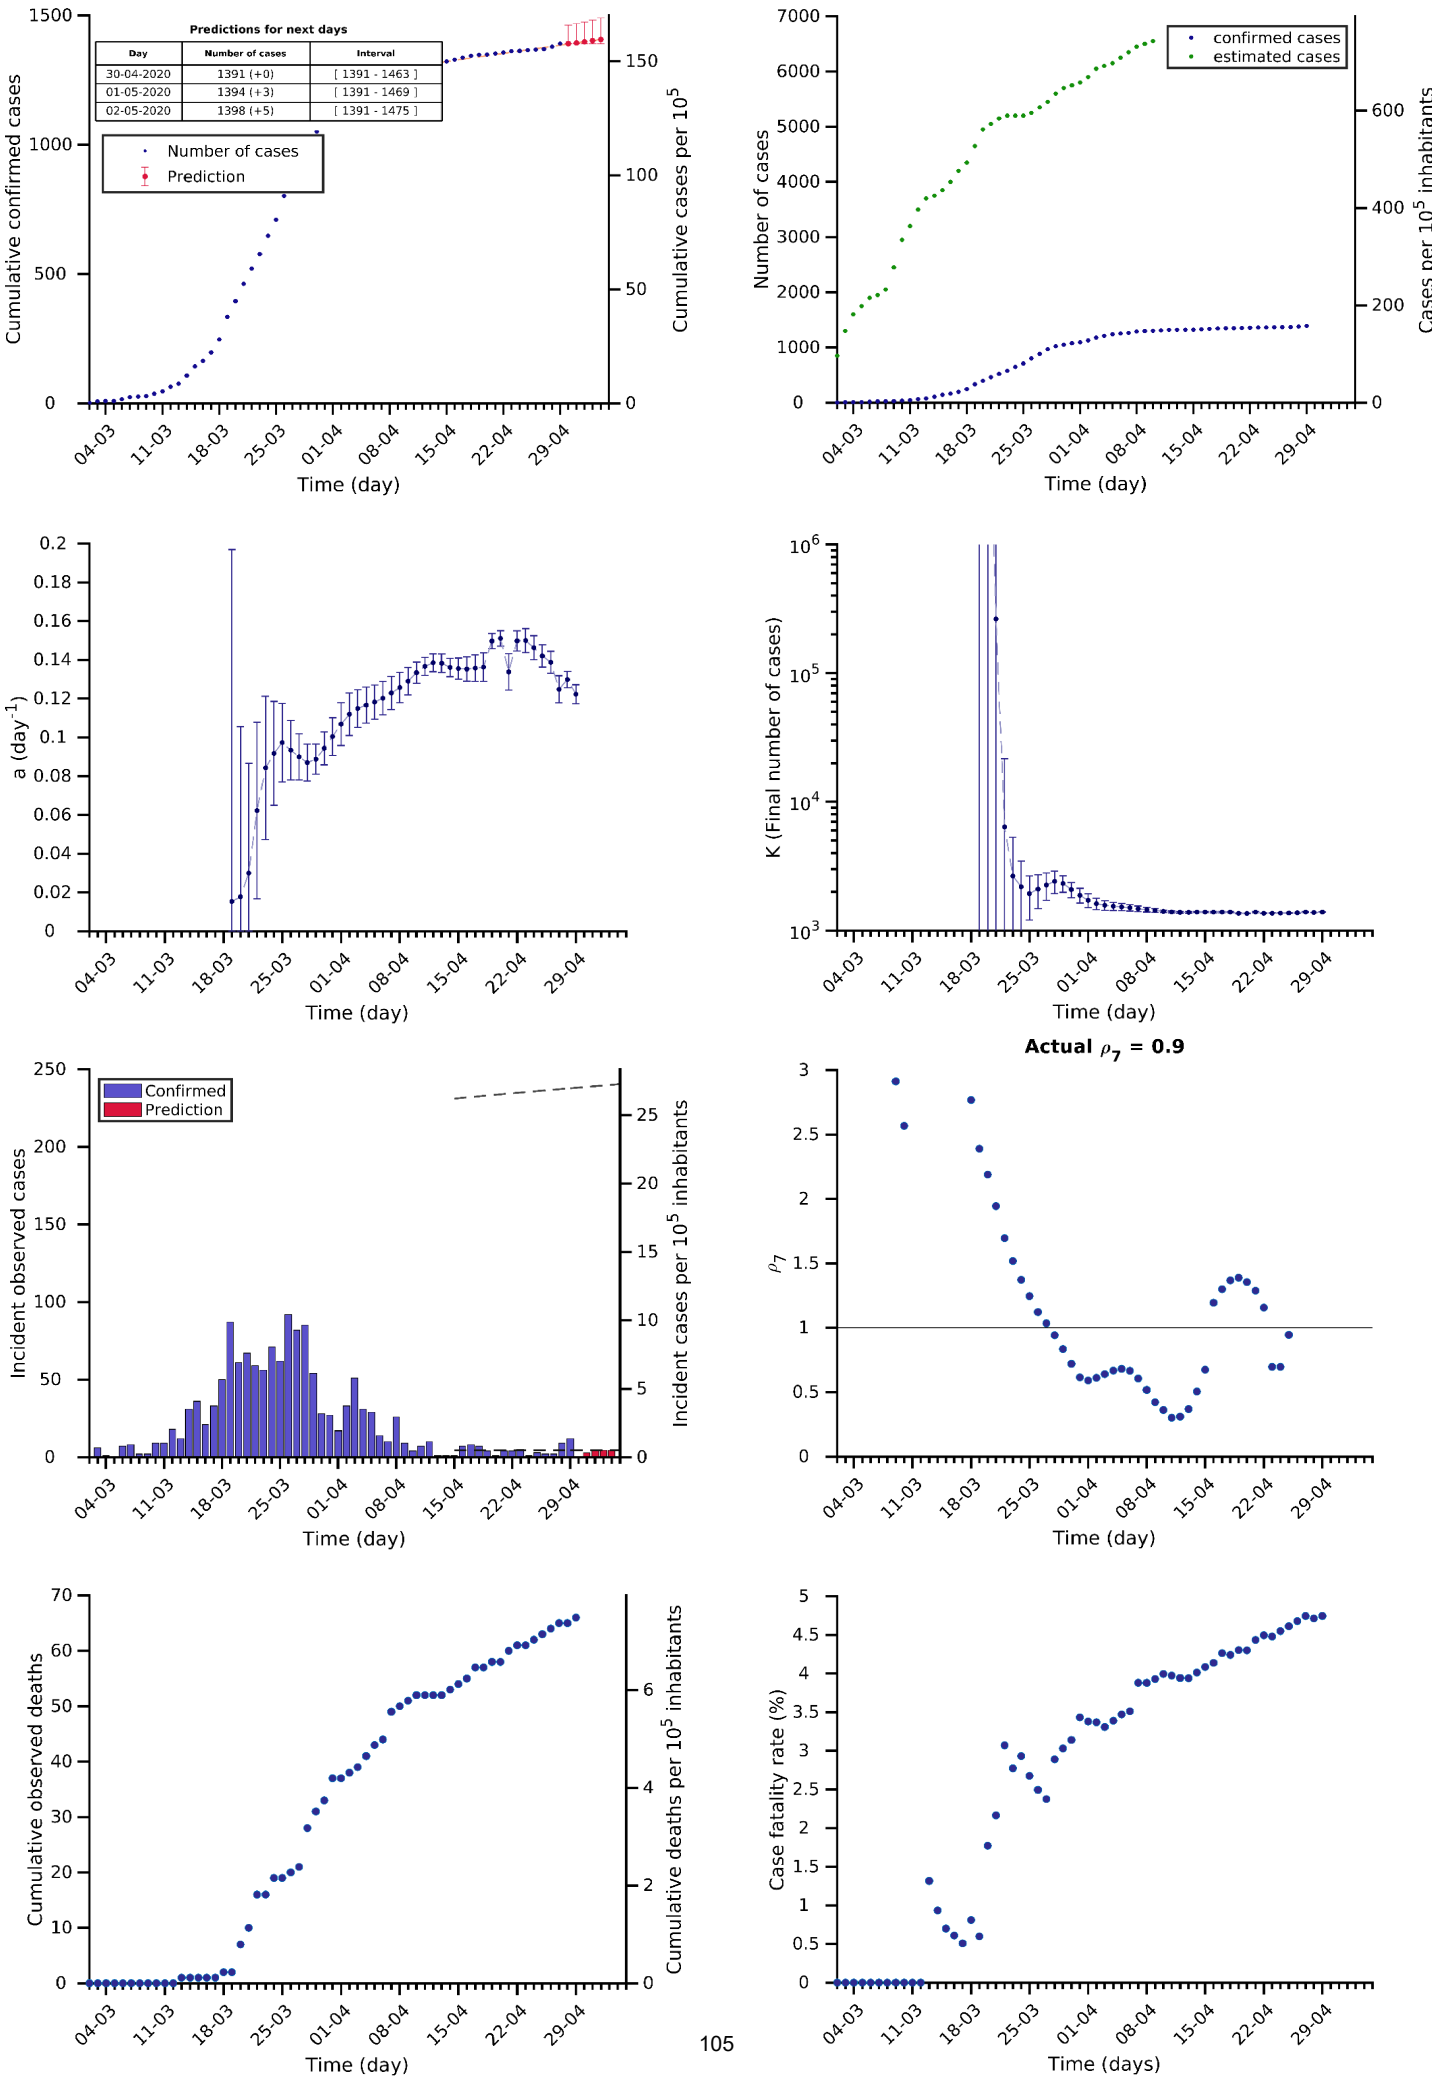 Predictions for next days
Day Number of cases Interval
30-04-2020 1391 (+0) [ 1391 - 1463 ]
01-05-2020 1394 (+3) [ 1391 - 1469 ]
02-05-2020 1398 (+5) [ 1391 - 1475 ]
Number of cases
Prediction
Cumulative confirmed cases
1500
1000
500
0
150
100
50
0
Cumulative cases per 10^5
04-03 11-03 18-03 25-03 01-04 08-04 15-04 22-04 29-04
Time (day)
confirmed cases
estimated cases
Number of cases
7000
6000
5000
4000
3000
2000
1000
0
600
400
200
0
Cases per 10^5 inhabitants
04-03 11-03 18-03 25-03 01-04 08-04 15-04 22-04 29-04
Time (day)
a (day^-1)
0.2
0.18
0.16
0.14
0.12
0.1
0.08
0.06
0.04
0.02
0
04-03 11-03 18-03 25-03 01-04 08-04 15-04 22-04 29-04
Time (day)
K (Final number of cases)
10^6
10^5
10^4
10^3
04-03 11-03 18-03 25-03 01-04 08-04 15-04 22-04 29-04
Time (day)
Confirmed
Prediction
Incident observed cases
250
200
150
100
50
0
25
20
15
10
5
0
Incident cases per 10^5 inhabitants
04-03 11-03 18-03 25-03 01-04 08-04 15-04 22-04 29-04
Time (day)
Actual ρ7 = 0.9
ρ7
3
2.5
2
1.5
1
0.5
0
04-03 11-03 18-03 25-03 01-04 08-04 15-04 22-04 29-04
Time (day)
Cumulative observed deaths
70
60
50
40
30
20
10
0
6
4
2
0
Cumulative deaths per 10^5 inhabitants
04-03 11-03 18-03 25-03 01-04 08-04 15-04 22-04 29-04
Time (day)
Case fatality rate (%)
5
4.5
4
3.5
3
2.5
2
1.5
1
0.5
0
04-03 11-03 18-03 25-03 01-04 08-04 15-04 22-04 29-04
Time (days)
105